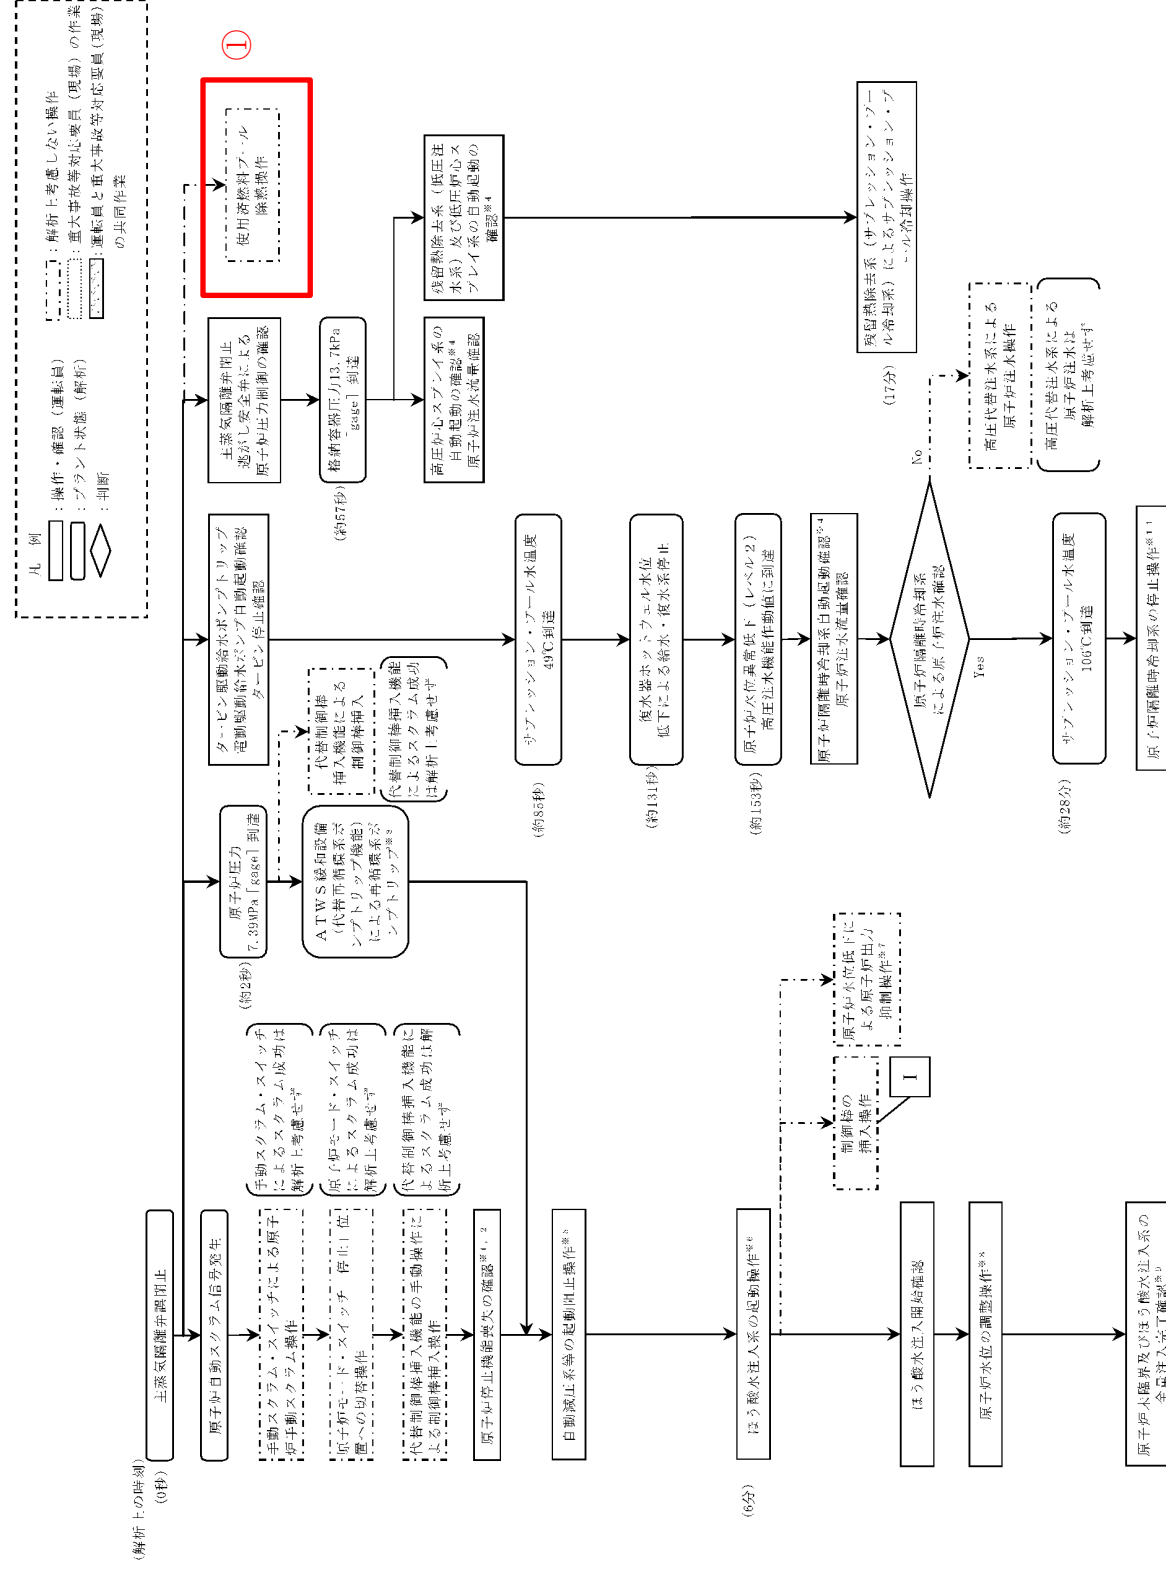 凡　例
：操作・確認（運転員）
：プラント状態（解析）
：判断
：解析上考慮しない操作
：重大事故等対応要員（現場）の作業
：運転員と重大事故等対応要員（現場）
の共同作業
①
使用済燃料プール
除熱操作
(解析上の時刻)
(0秒)
主蒸気隔離弁誤閉止
原子炉自動スクラム信号発生
手動スクラム・スイッチによる原子
炉手動スクラム操作
手動スクラム・スイッチ
によるスクラム成功は
解析上考慮せず
原子炉モード・スイッチ「停止」位
置への切替操作
原子炉モード・スイッチ
によるスクラム成功は
解析上考慮せず
代替制御棒挿入機能の手動操作に
よる制御棒挿入操作
代替制御棒挿入機能に
よるスクラム成功は解
析上考慮せず
原子炉停止機能喪失の確認※1，2
自動減圧系等の起動阻止操作※5
(6分)
ほう酸水注入系の起動操作※6
制御棒の
挿入操作
I
原子炉水位低下に
よる原子炉出力
抑制操作※7
ほう酸水注入開始確認
原子炉水位の調整操作※8
原子炉未臨界及びほう酸水注入系の
全量注入完了確認※9
(約2秒)
原子炉圧力
7.39MPa［gage］到達
ATWS緩和設備
（代替再循環系ポ
ンプトリップ機能）
による再循環系ポ
ンプトリップ※3
代替制御棒
挿入機能による
制御棒挿入
代替制御棒挿入機能
によるスクラム成功
は解析上考慮せず
タービン駆動給水ポンプトリップ
電動駆動給水ポンプ自動起動確認
タービン停止確認
(約85秒)
サプレッション・プール水温度
49℃到達
(約131秒)
復水器ホットウェル水位
低下による給水・復水系停止
(約153秒)
原子炉水位異常低下（レベル2）
高圧注水機能作動値に到達
原子炉隔離時冷却系自動起動確認※4
原子炉注水流量確認
原子炉隔離時冷却系
による原子炉注水確認
No
Yes
高圧代替注水系による
原子炉注水操作
高圧代替注水系による
原子炉注水は
解析上考慮せず
(約28分)
サプレッション・プール水温度
106℃到達
原子炉隔離時冷却系の停止操作※11
主蒸気隔離弁閉止
逃がし安全弁による
原子炉圧力制御の確認
(約57秒)
格納容器圧力13.7kPa
［gage］到達
高圧炉心スプレイ系の
自動起動の確認※4
原子炉注水流量確認
残留熱除去系（低圧注
水系）及び低圧炉心ス
プレイ系の自動起動の
確認※4
(17分)
残留熱除去系（サプレッション・プー
ル冷却系）によるサプレッション・プ
ール冷却操作